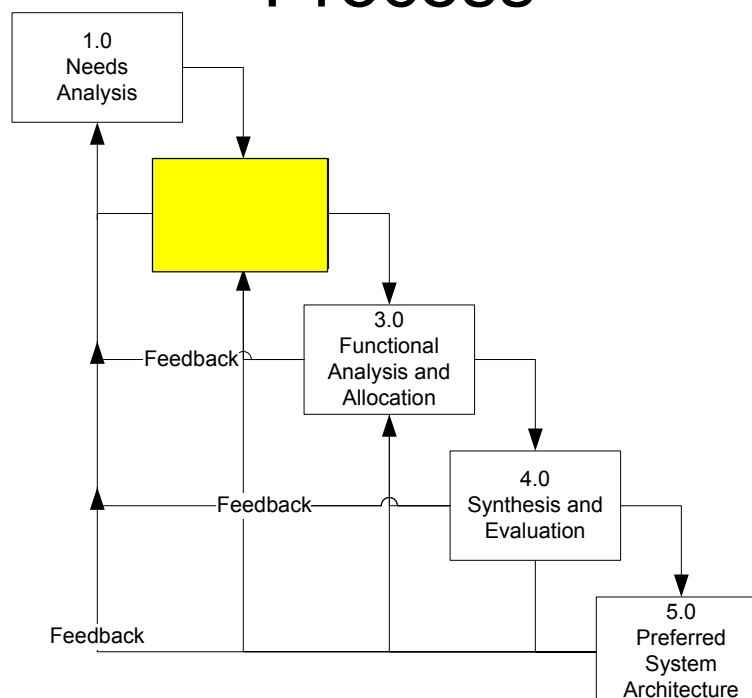 Process
1.0
Needs
Analysis
3.0
Functional
Analysis and
Allocation
Feedback
4.0
Synthesis and
Evaluation
Feedback
5.0
Preferred
System
Architecture
Feedback